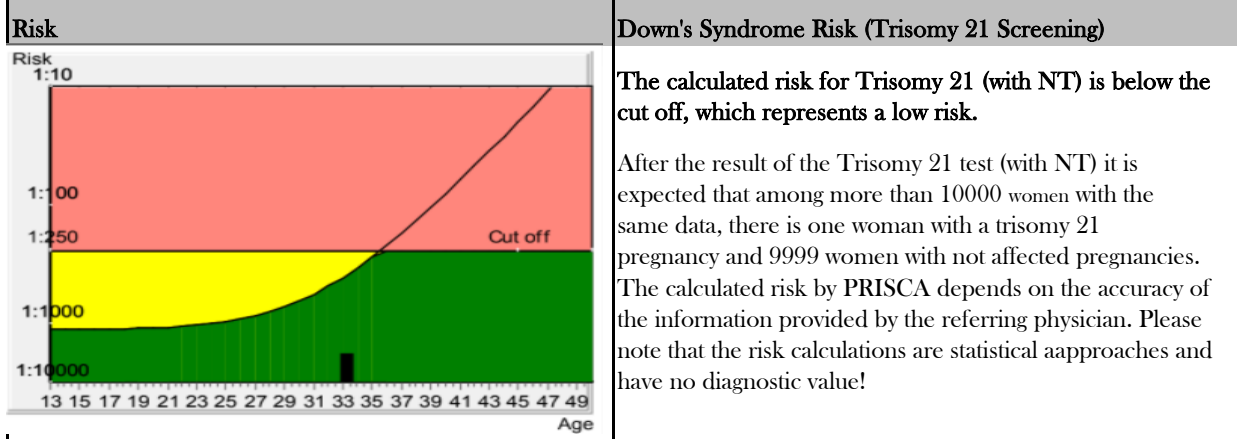 Risk
Down's Syndrome Risk (Trisomy 21 Screening)
Risk
1:10
1:100
1:250
Cut off
1:1000
1:10000
13 15 17 19 21 23 25 27 29 31 33 35 37 39 41 43 45 47 49
Age
The calculated risk for Trisomy 21 (with NT) is below the
cut off, which represents a low risk.
After the result of the Trisomy 21 test (with NT) it is
expected that among more than 10000 women with the
same data, there is one woman with a trisomy 21
pregnancy and 9999 women with not affected pregnancies.
The calculated risk by PRISCA depends on the accuracy of
the information provided by the referring physician. Please
note that the risk calculations are statistical aapproaches and
have no diagnostic value!